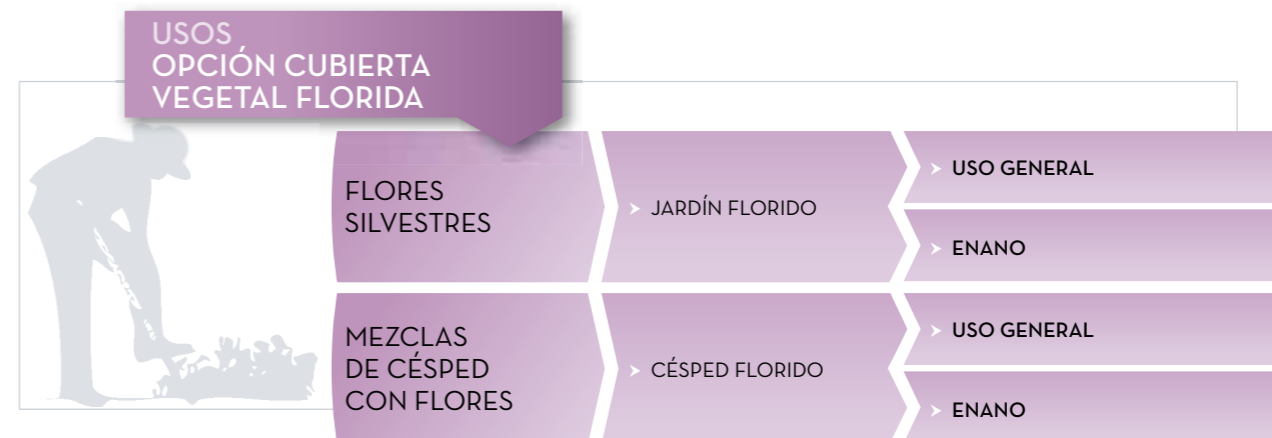 USOS
OPCIÓN CUBIERTA
VEGETAL FLORIDA
FLORES
SILVESTRES
JARDÍN FLORIDO
USO GENERAL
ENANO
MEZCLAS
DE CÉSPED
CON FLORES
CÉSPED FLORIDO
USO GENERAL
ENANO